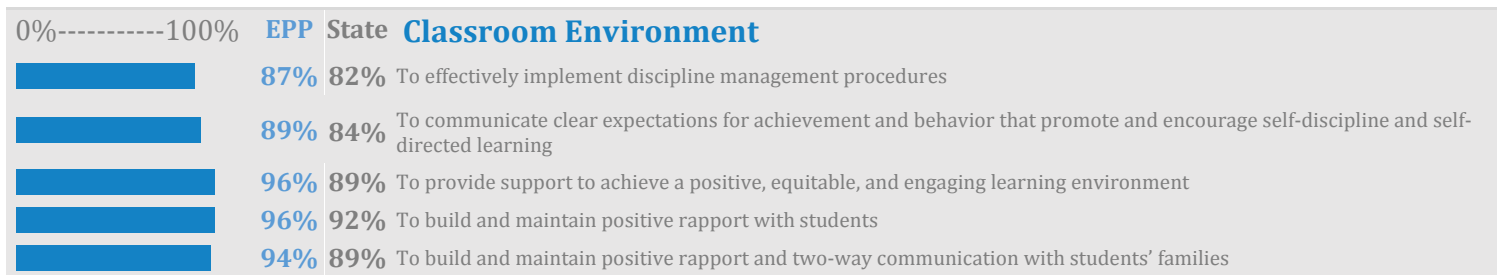 0%-----------100% EPP State Classroom Environment
87% 82% To effectively implement discipline management procedures
89% 84% To communicate clear expectations for achievement and behavior that promote and encourage self-discipline and self-
directed learning
96% 89% To provide support to achieve a positive, equitable, and engaging learning environment
96% 92% To build and maintain positive rapport with students
94% 89% To build and maintain positive rapport and two-way communication with students’ families